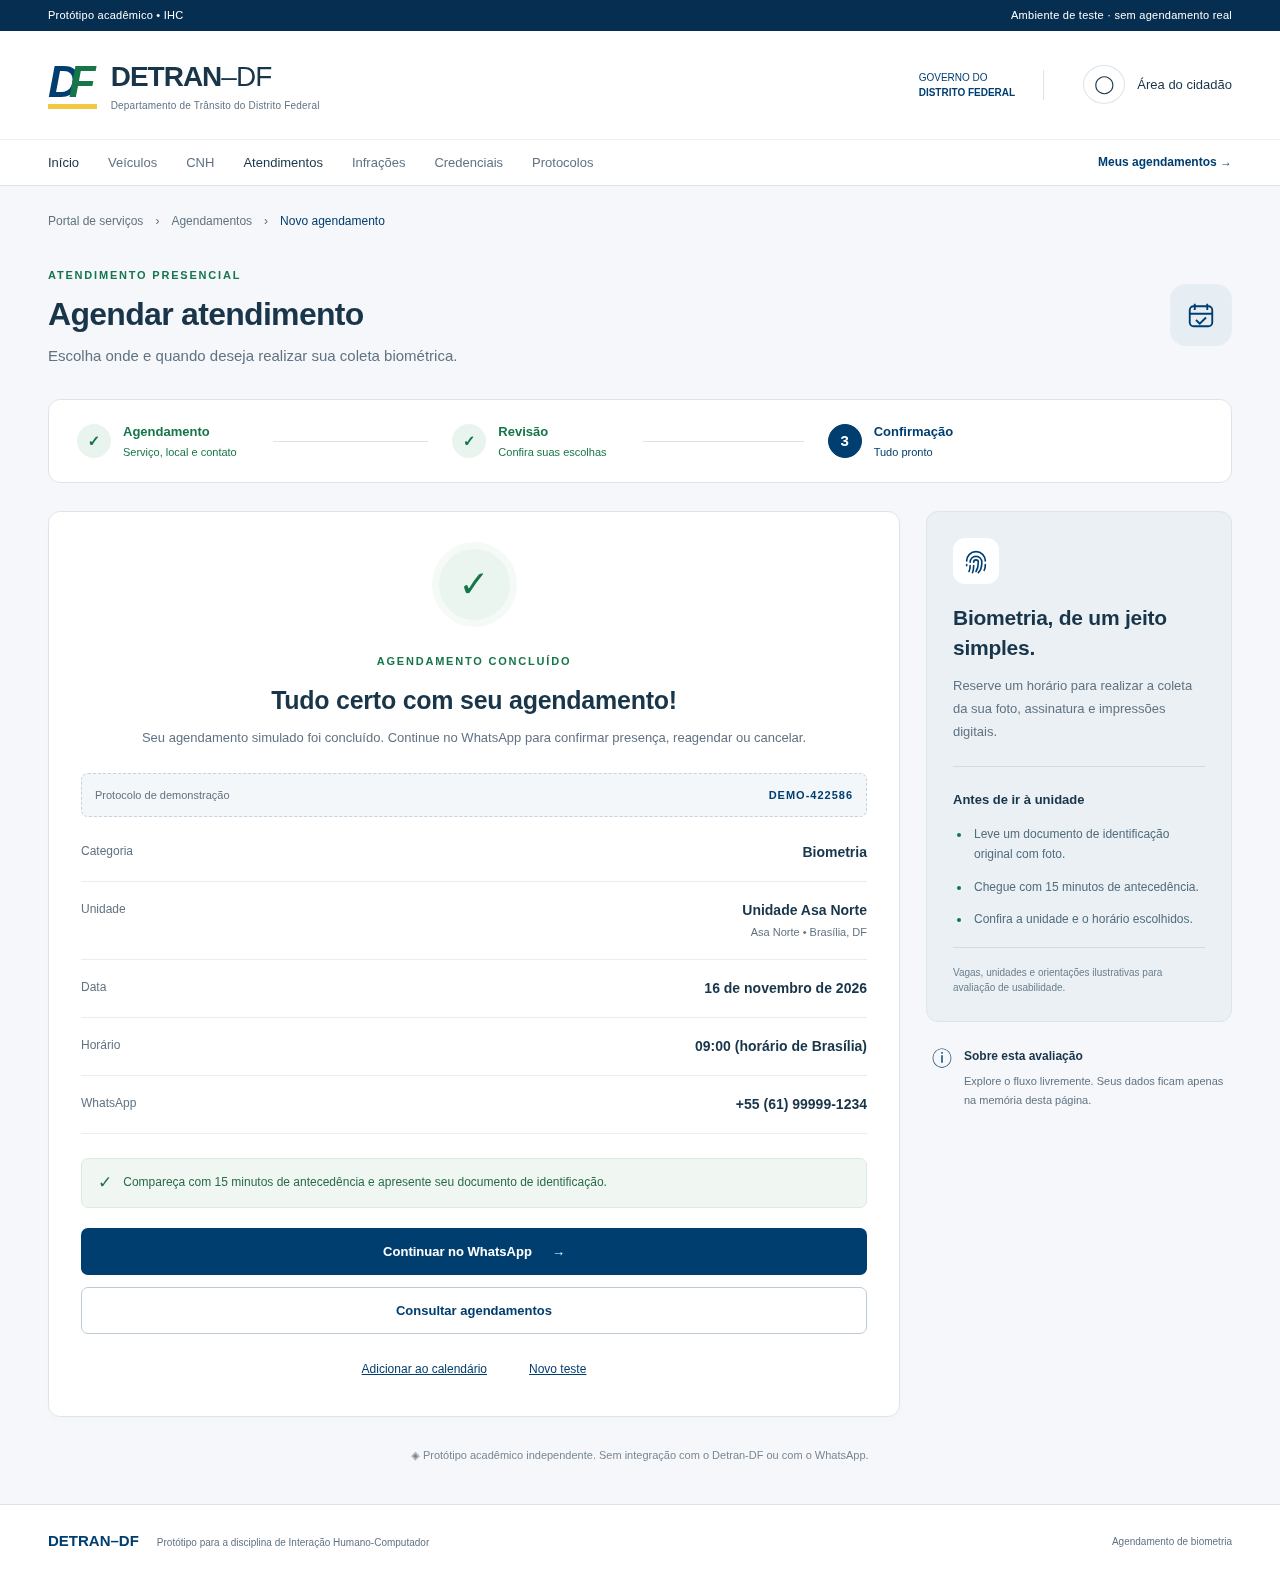 Protótipo acadêmico • IHC
Ambiente de teste · sem agendamento real
DF
DETRAN–DF
Departamento de Trânsito do Distrito Federal
GOVERNO DO
DISTRITO FEDERAL
Área do cidadão
Início
Veículos
CNH
Atendimentos
Infrações
Credenciais
Protocolos
Meus agendamentos →
Portal de serviços › Agendamentos › Novo agendamento
ATENDIMENTO PRESENCIAL
Agendar atendimento
Escolha onde e quando deseja realizar sua coleta biométrica.
✓
Agendamento
Serviço, local e contato
✓
Revisão
Confira suas escolhas
3
Confirmação
Tudo pronto
✓
AGENDAMENTO CONCLUÍDO
Tudo certo com seu agendamento!
Seu agendamento simulado foi concluído. Continue no WhatsApp para confirmar presença, reagendar ou cancelar.
Protocolo de demonstração
DEMO-422586
Categoria
Biometria
Unidade
Unidade Asa Norte
Asa Norte • Brasília, DF
Data
16 de novembro de 2026
Horário
09:00 (horário de Brasília)
WhatsApp
+55 (61) 99999-1234
✓ Compareça com 15 minutos de antecedência e apresente seu documento de identificação.
Continuar no WhatsApp →
Consultar agendamentos
Adicionar ao calendário
Novo teste
Biometria, de um jeito
simples.
Reserve um horário para realizar a coleta
da sua foto, assinatura e impressões
digitais.
Antes de ir à unidade
• Leve um documento de identificação
original com foto.
• Chegue com 15 minutos de antecedência.
• Confira a unidade e o horário escolhidos.
Vagas, unidades e orientações ilustrativas para
avaliação de usabilidade.
Sobre esta avaliação
Explore o fluxo livremente. Seus dados ficam apenas
na memória desta página.
◈ Protótipo acadêmico independente. Sem integração com o Detran-DF ou com o WhatsApp.
DETRAN–DF
Protótipo para a disciplina de Interação Humano-Computador
Agendamento de biometria